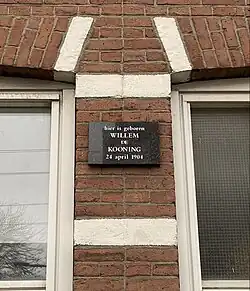 hier is geboren
WILLEM
DE
KOONING
24 april 1904